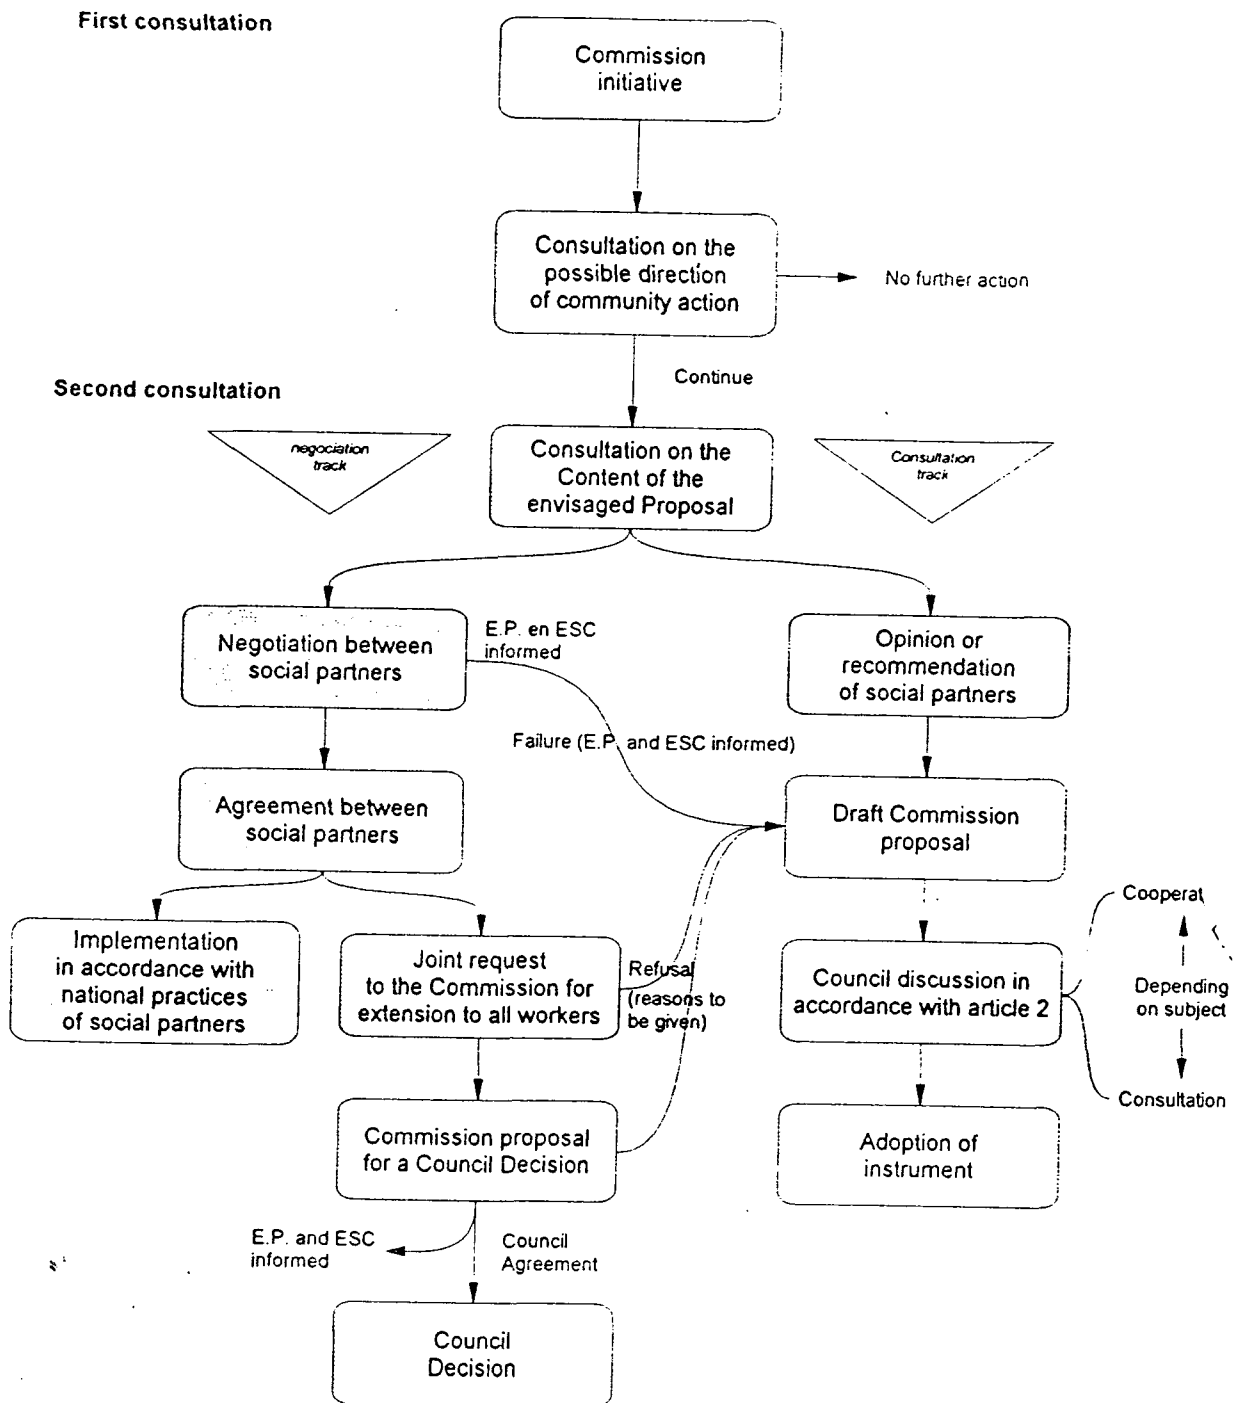 First consultation
Commission
initiative
Consultation on the
possible direction
of community action
No further action
Continue
Second consultation
negociation
track
Consultation on the
Content of the
envisaged Proposal
Consultation
track
Negotiation between
social partners
E.P. en ESC
informed
Opinion or
recommendation
of social partners
Failure (E.P. and ESC informed)
Agreement between
social partners
Draft Commission
proposal
Implementation
in accordance with
national practices
of social partners
Joint request
to the Commission for
extension to all workers
Refusal
(reasons to
be given)
Council discussion in
accordance with article 2
Cooperat
Depending
on subject
Consultation
Commission proposal
for a Council Decision
Adoption of
instrument
E.P. and ESC
informed
Council
Agreement
Council
Decision